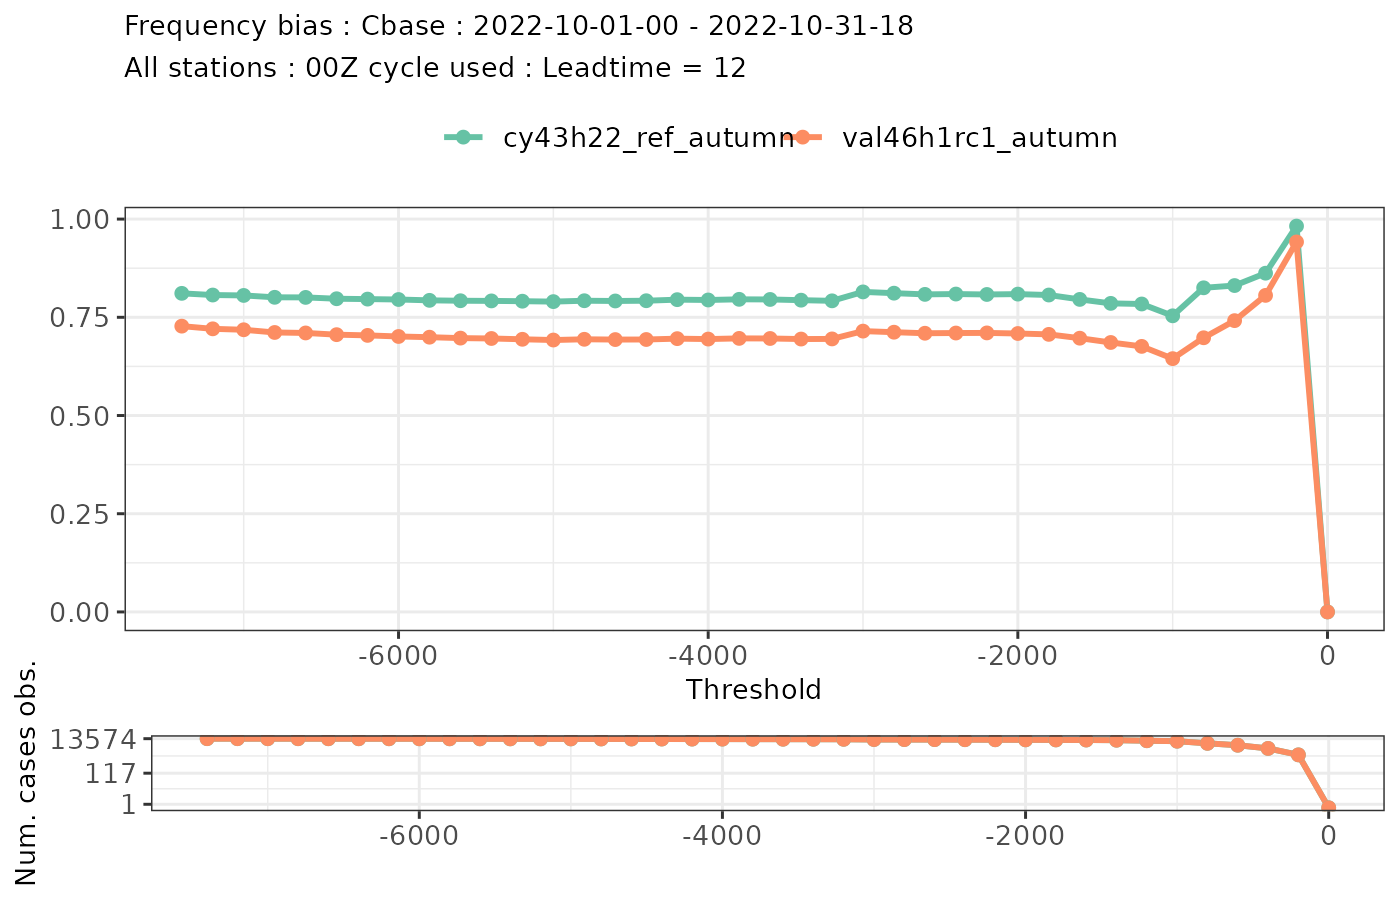 Frequency bias : Cbase : 2022-10-01-00 - 2022-10-31-18
All stations : 00Z cycle used : Leadtime = 12
cy43h22_ref_autumn val46h1rc1_autumn
1.00
0.75
0.50
0.25
0.00
-6000 -4000 -2000 0
Threshold
Num. cases obs.
13574
117
1
-6000 -4000 -2000 0